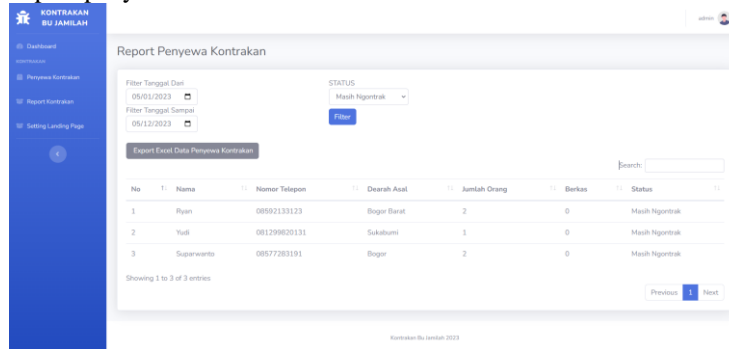 KONTRAKAN
BU JAMILAH
admin
Dashboard
KONTRAKAN
Penyewa Kontrakan
Report Kontrakan
Setting Landing Page
Report Penyewa Kontrakan
Filter Tanggal Dari
05/01/2023
Filter Tanggal Sampai
05/12/2023
STATUS
Masih Ngontrak
Filter
Export Excel Data Penyewa Kontrakan
Search:
No Nama Nomor Telepon Dearah Asal Jumlah Orang Berkas Status
1 Ryan 08592133123 Bogor Barat 2 0 Masih Ngontrak
2 Yudi 081299820131 Sukabumi 1 0 Masih Ngontrak
3 Suparwanto 08577283191 Bogor 2 0 Masih Ngontrak
Showing 1 to 3 of 3 entries
Previous 1 Next
Kontrakan Bu Jamilah 2023